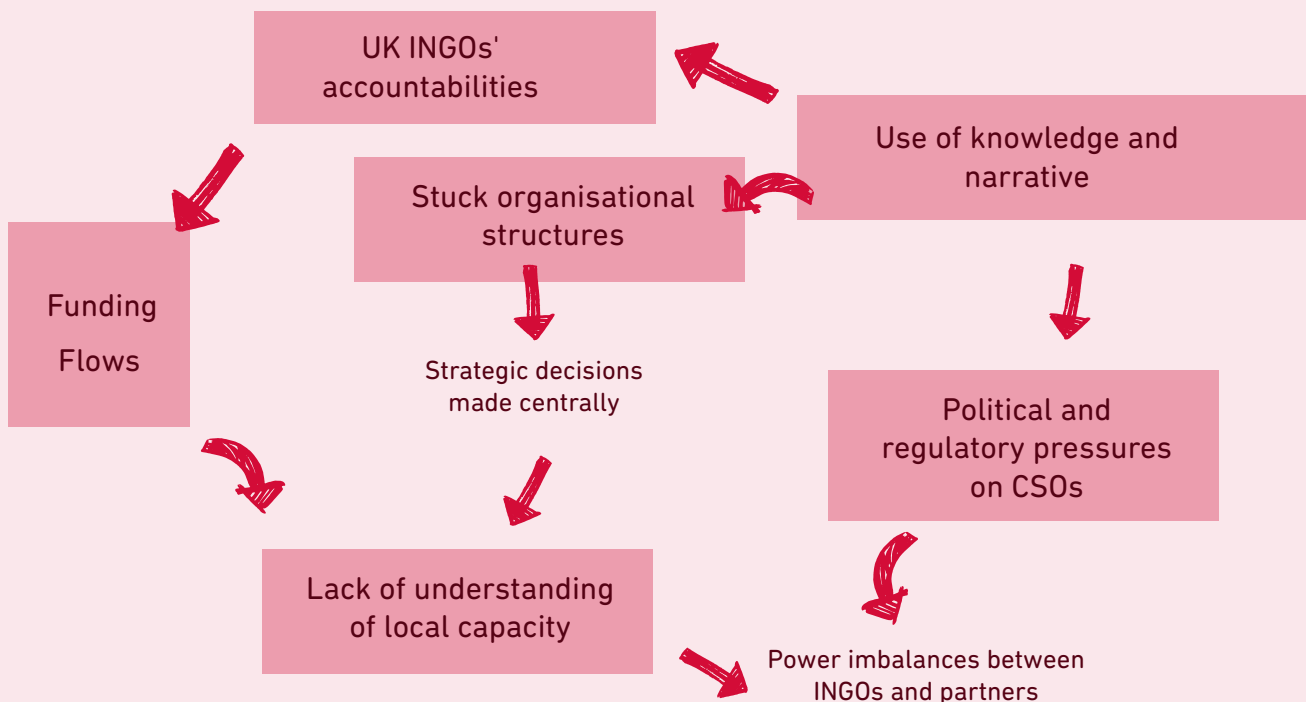 UK INGOs'
accountabilities
Use of knowledge and
narrative
Stuck organisational
structures
Funding
Flows
Strategic decisions
made centrally
Political and
regulatory pressures
on CSOs
Lack of understanding
of local capacity
Power imbalances between
INGOs and partners